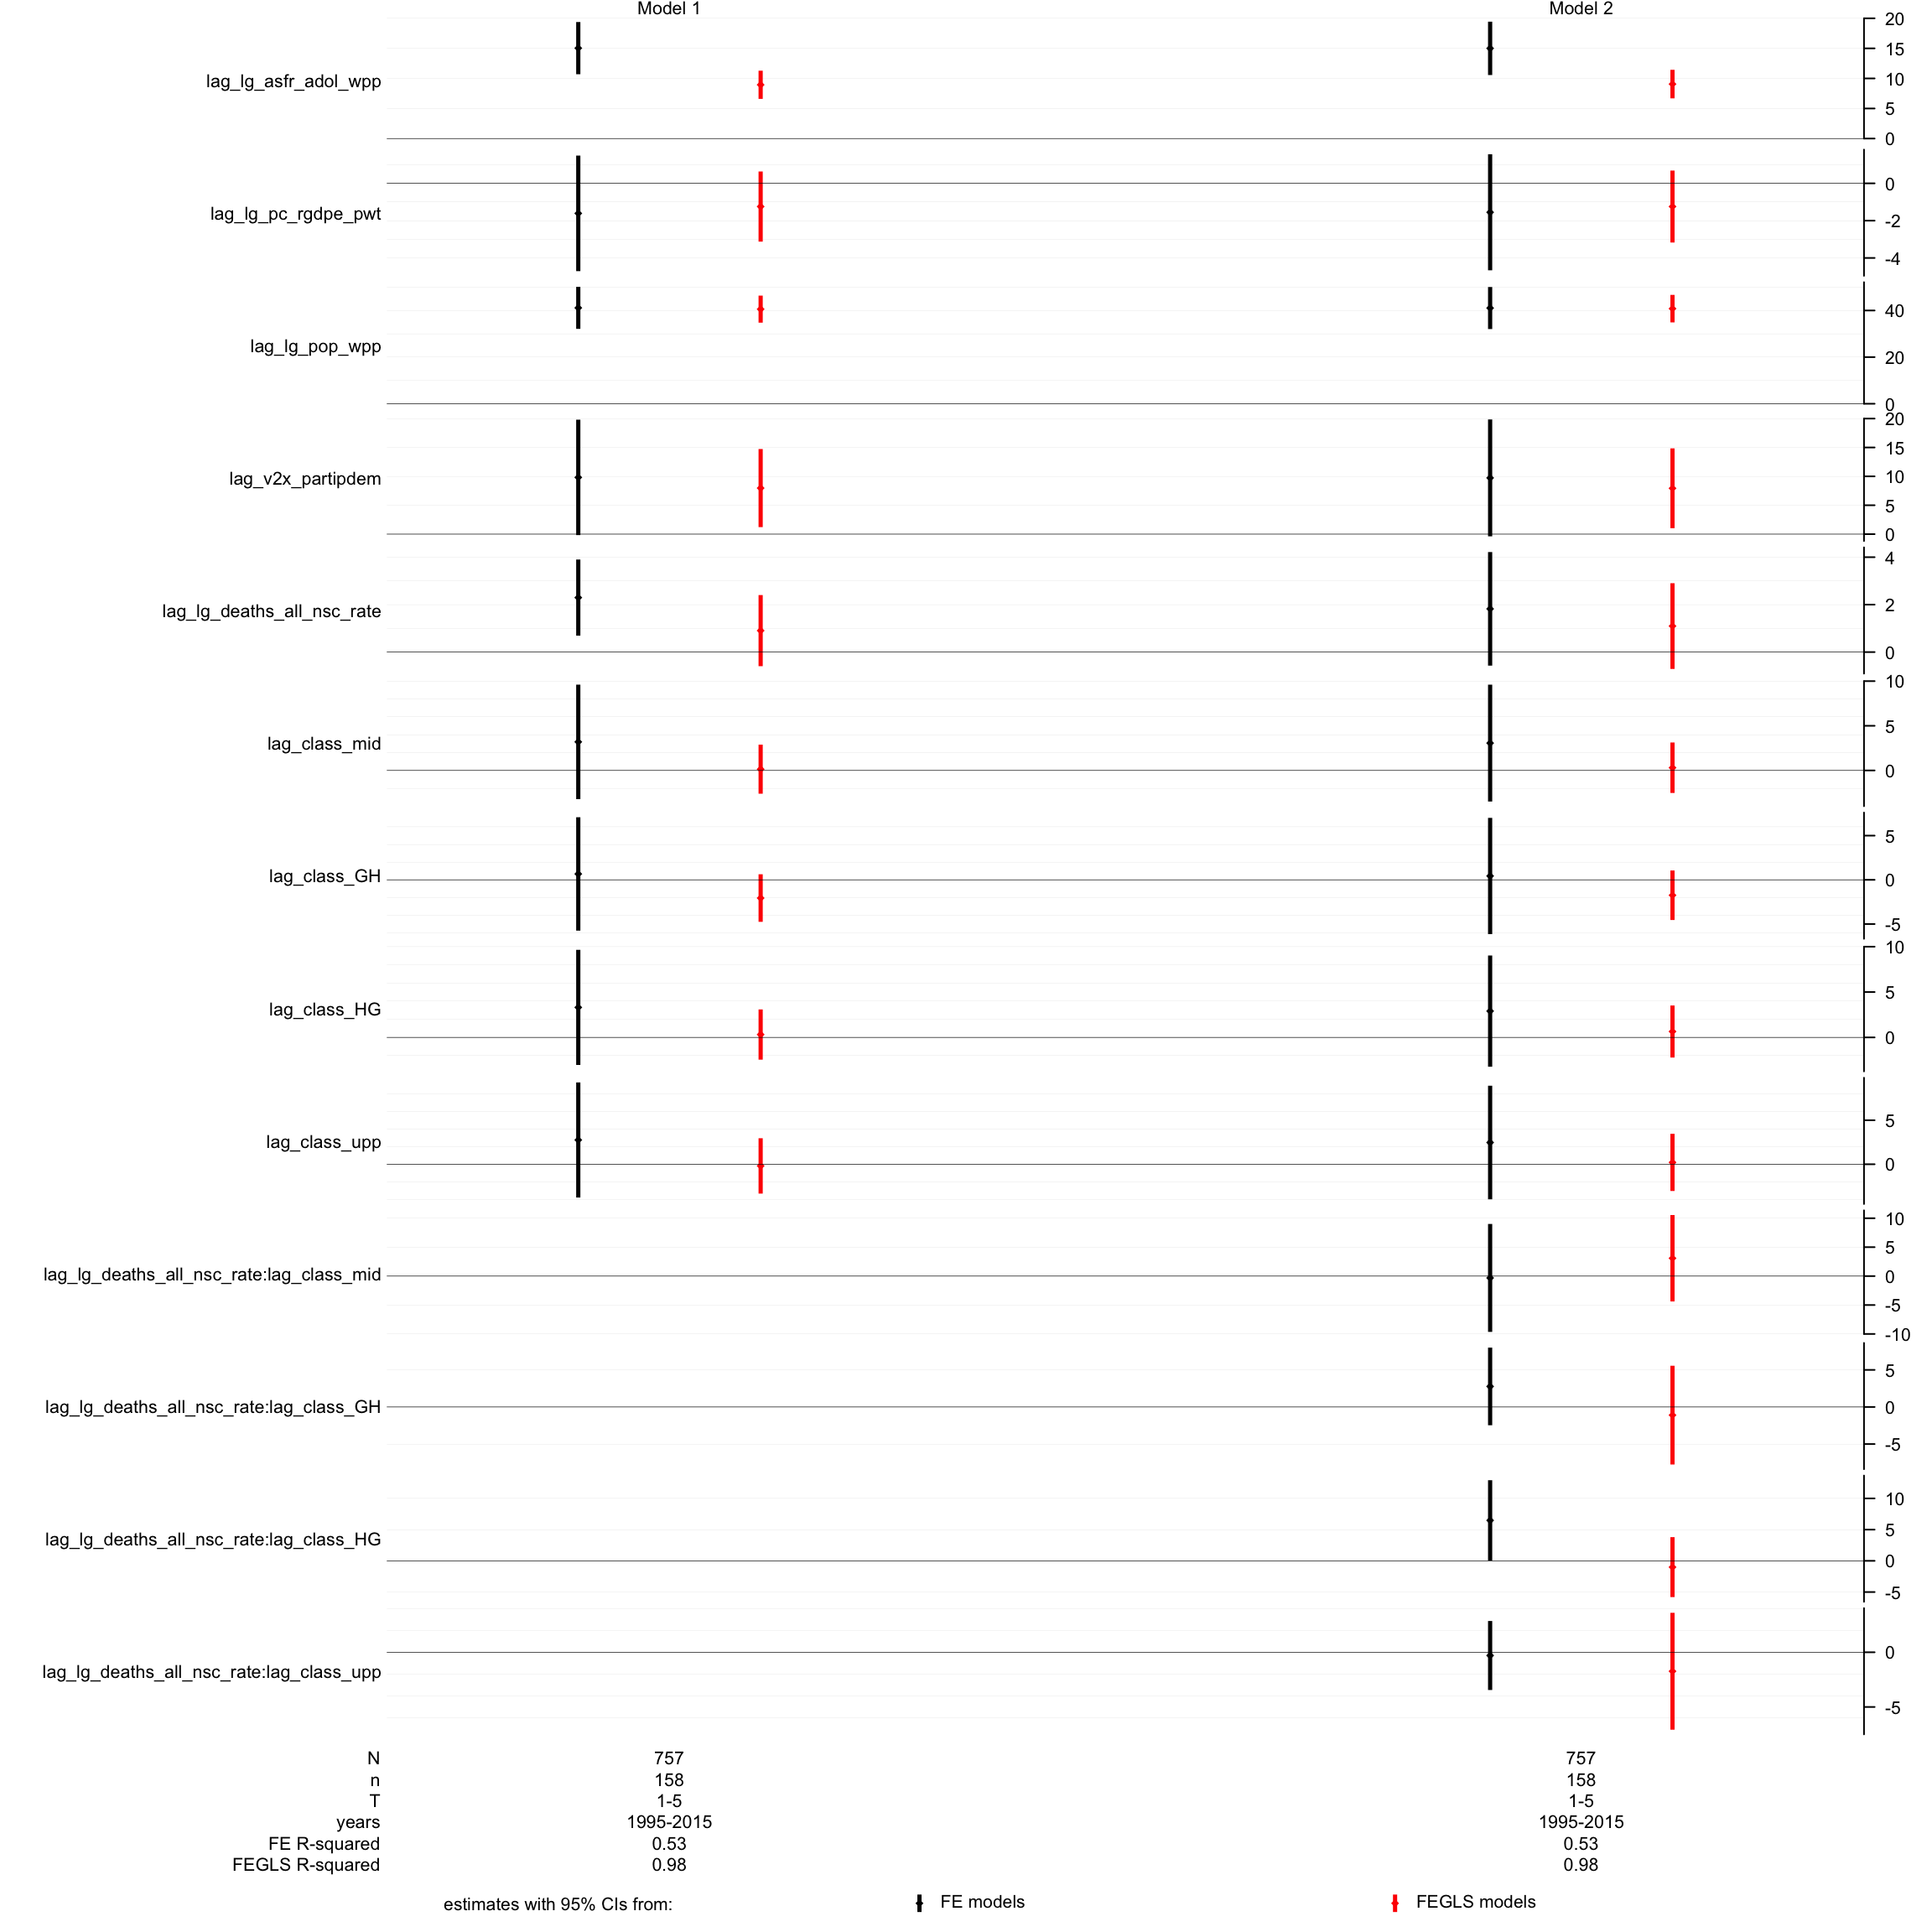 Model 1 Model 2
20
15
10
5
0
lag_lg_asfr_adol_wpp
0
-2
-4
lag_lg_pc_rgdpe_pwt
40
20
0
lag_lg_pop_wpp
20
15
10
5
0
lag_v2x_partipdem
4
2
0
lag_lg_deaths_all_nsc_rate
10
5
0
lag_class_mid
5
0
-5
lag_class_GH
10
5
0
lag_class_HG
5
0
lag_class_upp
10
5
0
-5
-10
lag_lg_deaths_all_nsc_rate:lag_class_mid
5
0
-5
lag_lg_deaths_all_nsc_rate:lag_class_GH
10
5
0
-5
lag_lg_deaths_all_nsc_rate:lag_class_HG
0
-5
lag_lg_deaths_all_nsc_rate:lag_class_upp
N 757 757
n 158 158
T 1-5 1-5
years 1995-2015 1995-2015
FE R-squared 0.53 0.53
FEGLS R-squared 0.98 0.98
estimates with 95% CIs from: FE models FEGLS models